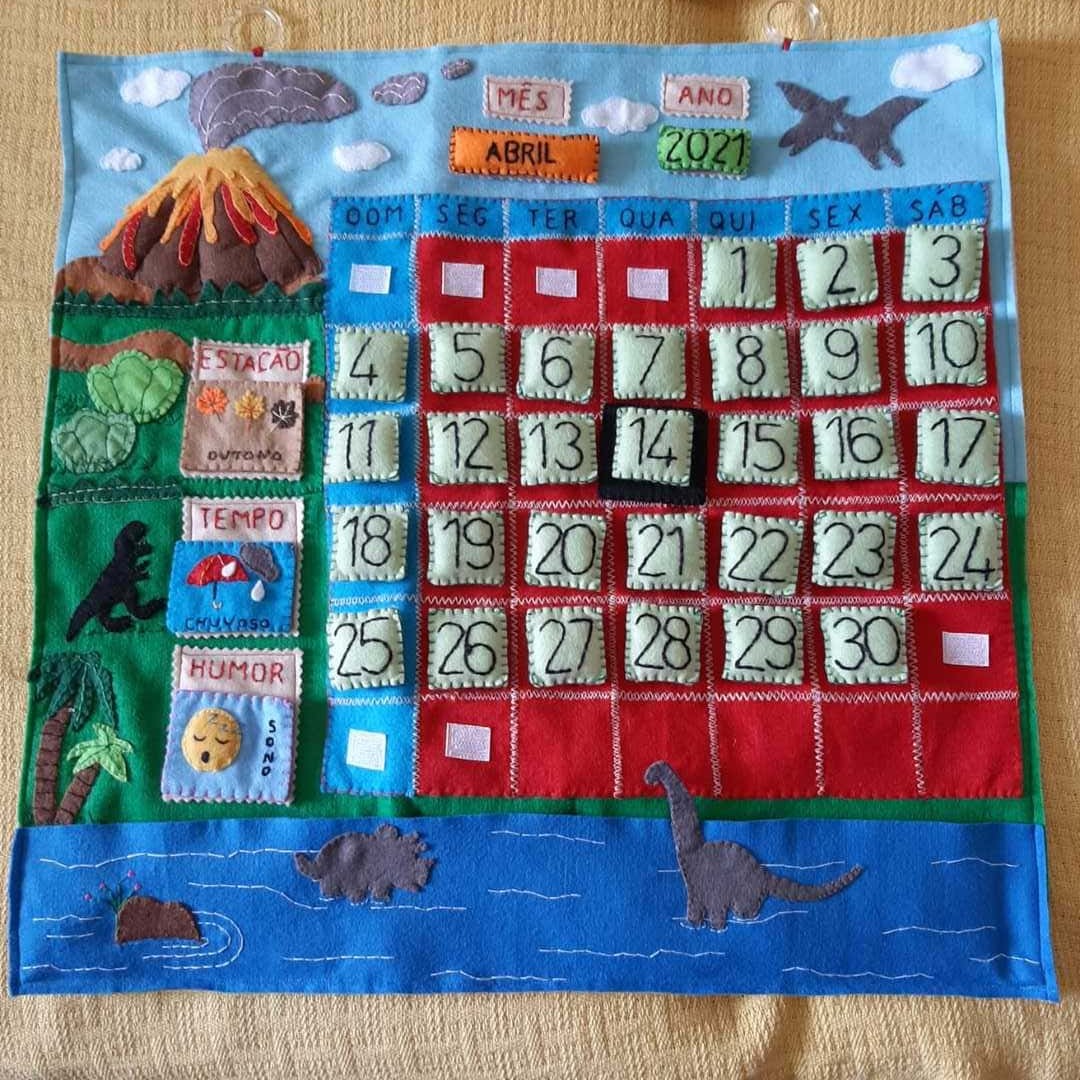 MÊS
ANO
ABRIL
2021
DOM SEG TER QUA QUI SEX SÁB
1 2 3
4 5 6 7 8 9 10
11 12 13 14 15 16 17
18 19 20 21 22 23 24
25 26 27 28 29 30
ESTAÇÃO
OUTONO
TEMPO
CHUVOSO
HUMOR
SONO